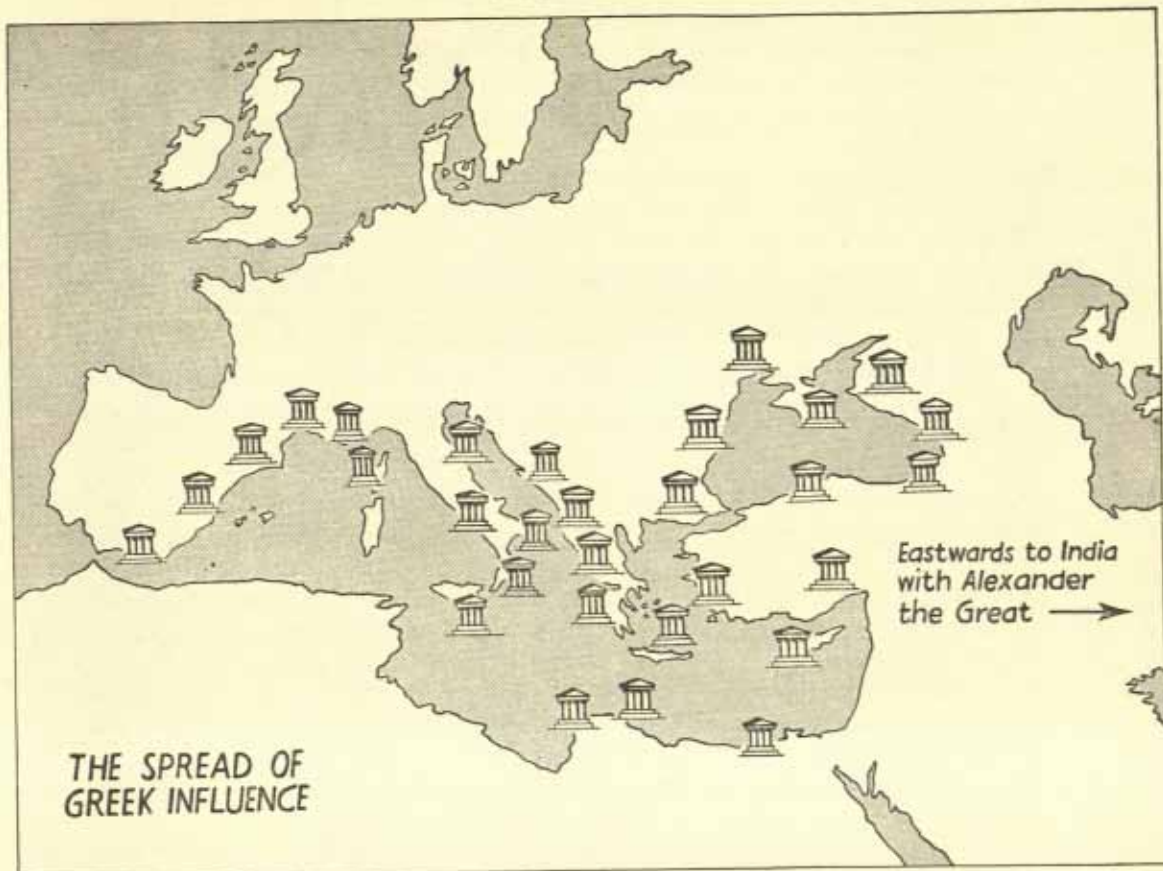 Eastwards to India
with Alexander
the Great
THE SPREAD OF
GREEK INFLUENCE